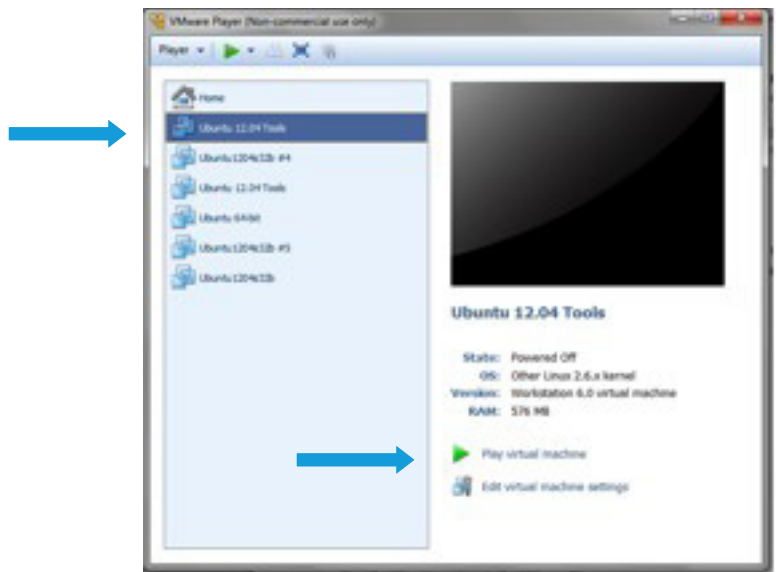 VMware Player (Non-commercial use only)
Player
Home
Ubuntu 12.04 Tools
Ubuntu1204x32b #4
Ubuntu 12.04 Tools
Ubuntu 64-bit
Ubuntu1204x32b #3
Ubuntu1204x32b
Ubuntu 12.04 Tools
State: Powered Off
OS: Other Linux 2.6.x kernel
Version: Workstation 6.0 virtual machine
RAM: 576 MB
Play virtual machine
Edit virtual machine settings